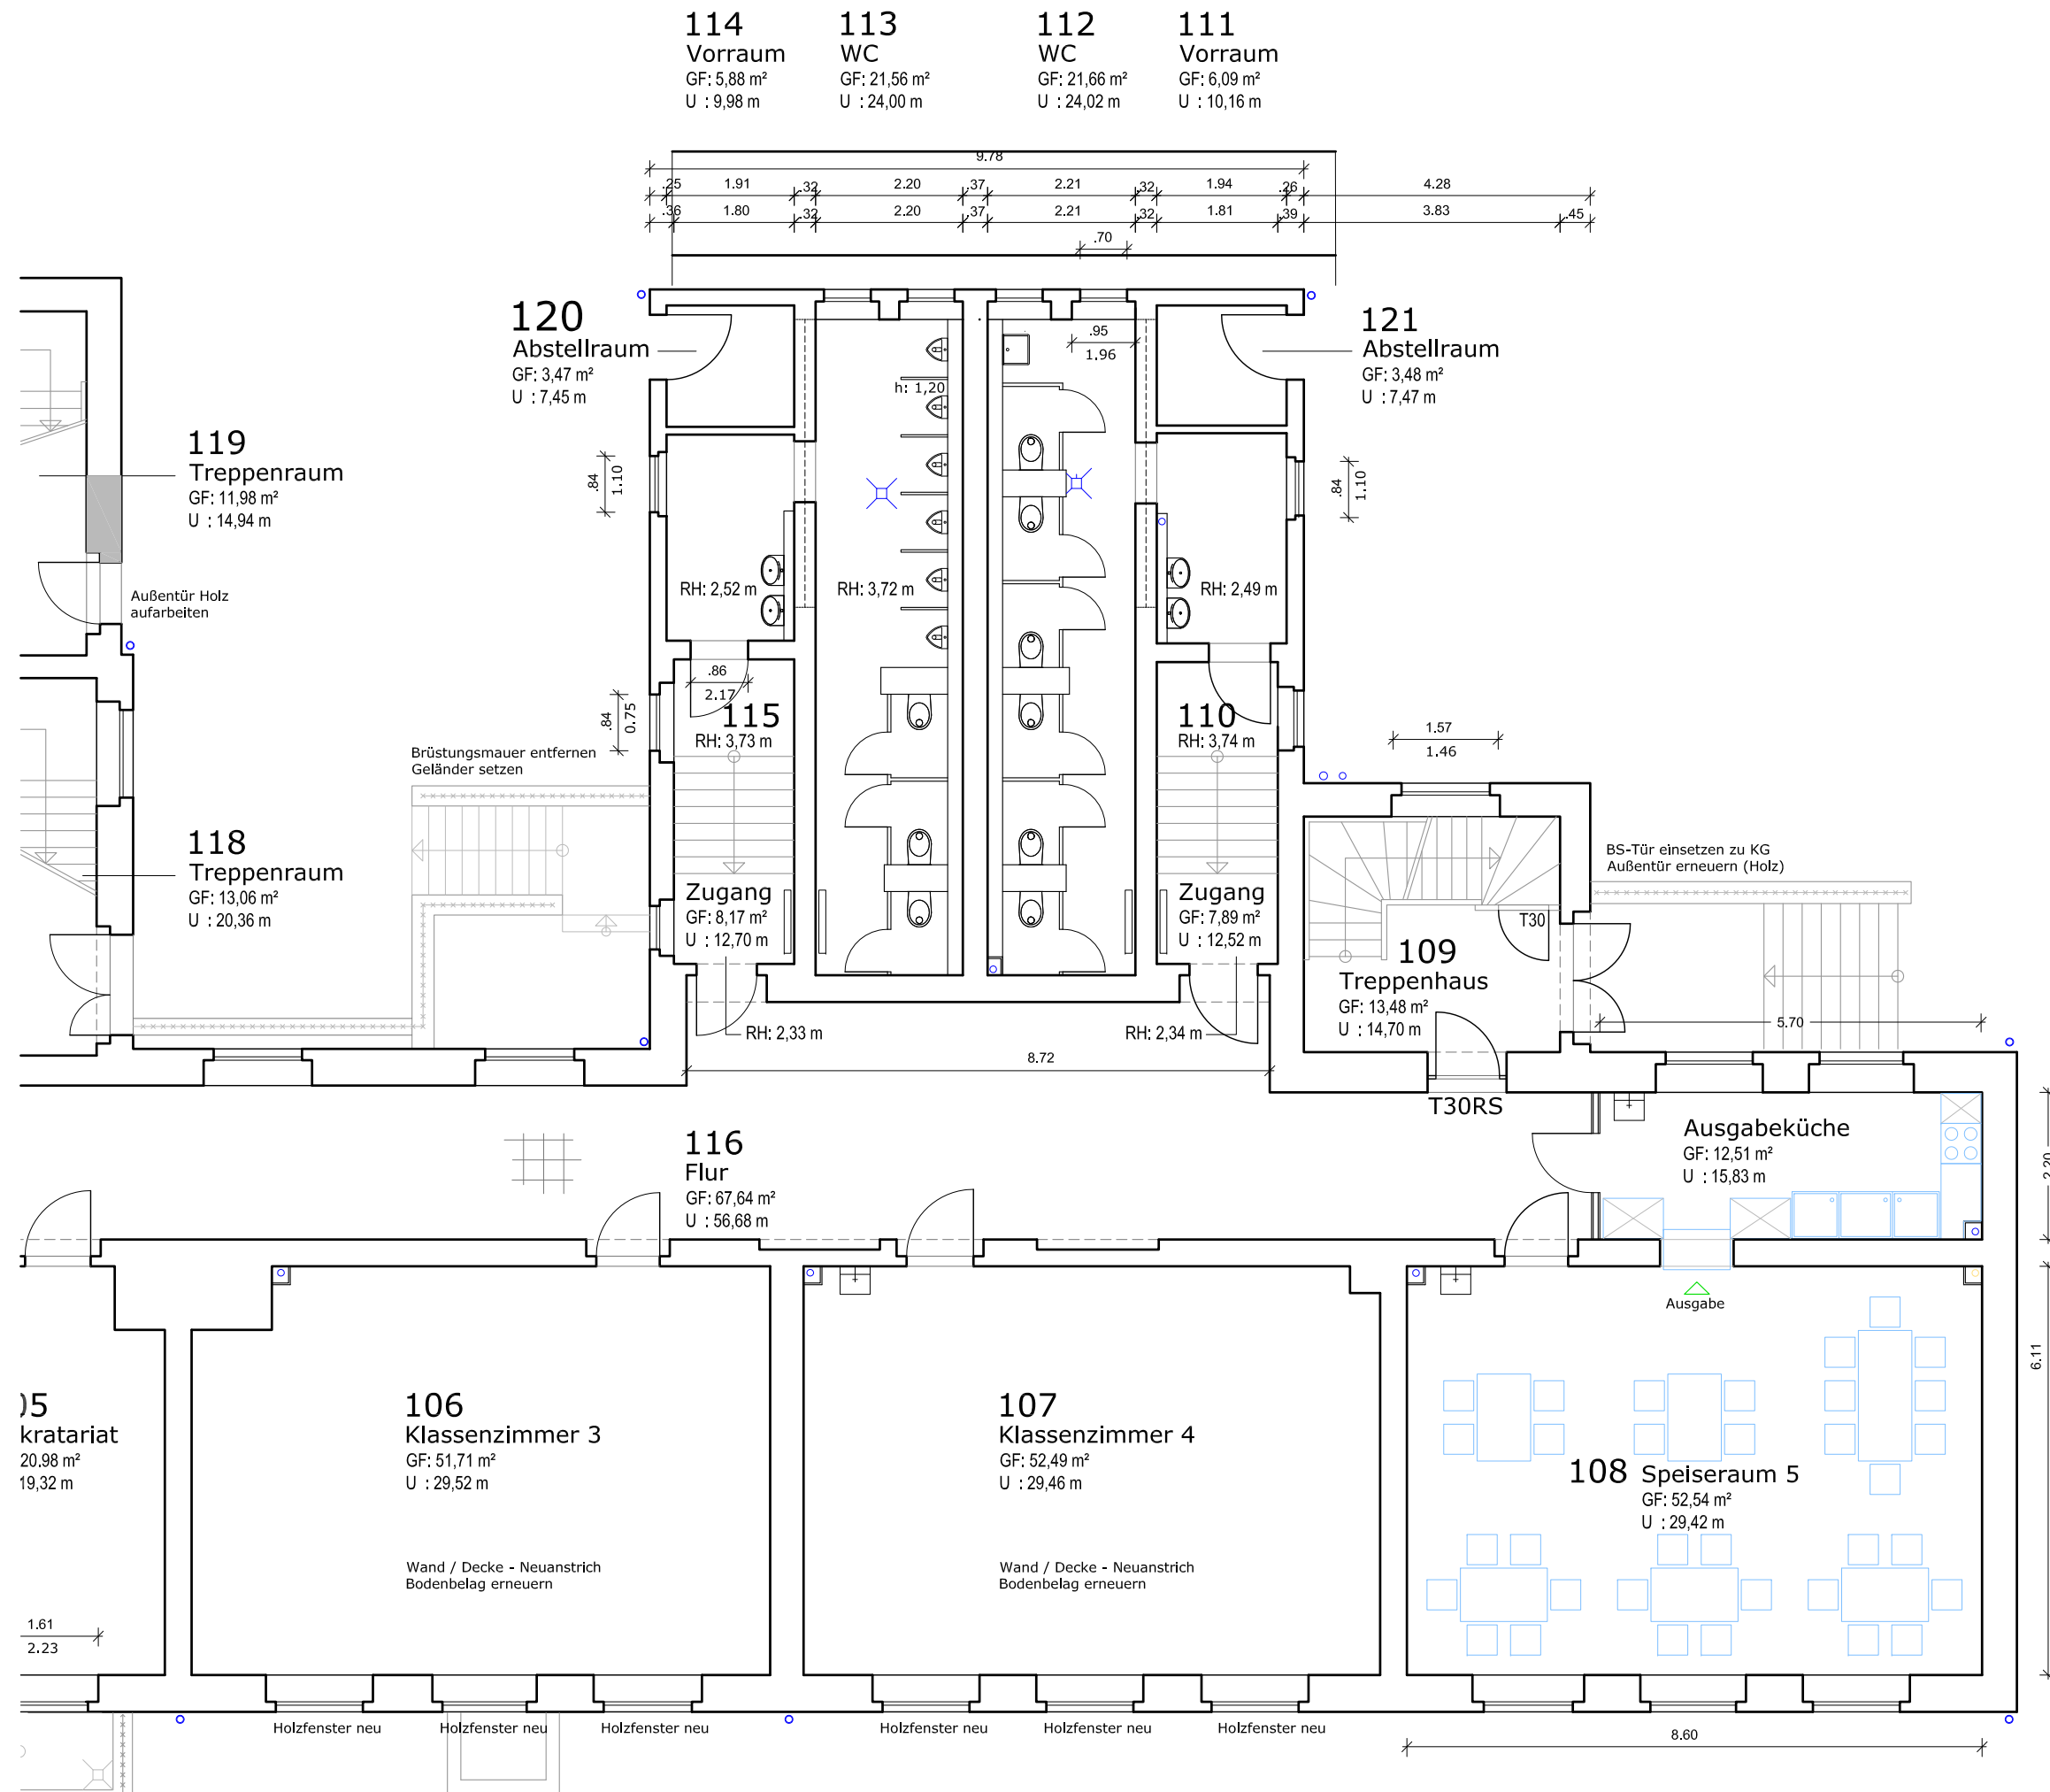 114
Vorraum
GF: 5,88 m²
U : 9,98 m
113
WC
GF: 21,56 m²
U : 24,00 m
112
WC
GF: 21,66 m²
U : 24,02 m
111
Vorraum
GF: 6,09 m²
U : 10,16 m
9.78
.25 1.91 .32 2.20 .37 2.21 .32 1.94 .26 4.28
.36 1.80 .32 2.20 .37 2.21 .32 1.81 .39 3.83 .45
.70
120
Abstellraum
GF: 3,47 m²
U : 7,45 m
121
Abstellraum
GF: 3,48 m²
U : 7,47 m
.95
1.96
h: 1,20
119
Treppenraum
GF: 11,98 m²
U : 14,94 m
.84
1.10
.84
1.10
Außentür Holz
aufarbeiten
RH: 2,52 m
RH: 3,72 m
RH: 2,49 m
.86
2.17
.84
0.75
115
RH: 3,73 m
110
RH: 3,74 m
1.57
1.46
Brüstungsmauer entfernen
Geländer setzen
118
Treppenraum
GF: 13,06 m²
U : 20,36 m
BS-Tür einsetzen zu KG
Außentür erneuern (Holz)
Zugang
GF: 8,17 m²
U : 12,70 m
Zugang
GF: 7,89 m²
U : 12,52 m
T30
109
Treppenhaus
GF: 13,48 m²
U : 14,70 m
RH: 2,33 m
RH: 2,34 m
5.70
8.72
T30RS
116
Flur
GF: 67,64 m²
U : 56,68 m
Ausgabeküche
GF: 12,51 m²
U : 15,83 m
2.20
Ausgabe
6.11
05
kratariat
20.98 m²
19,32 m
106
Klassenzimmer 3
GF: 51,71 m²
U : 29,52 m
107
Klassenzimmer 4
GF: 52,49 m²
U : 29,46 m
108 Speiseraum 5
GF: 52,54 m²
U : 29,42 m
Wand / Decke - Neuanstrich
Bodenbelag erneuern
Wand / Decke - Neuanstrich
Bodenbelag erneuern
1.61
2.23
Holzfenster neu
Holzfenster neu
Holzfenster neu
Holzfenster neu
Holzfenster neu
Holzfenster neu
8.60